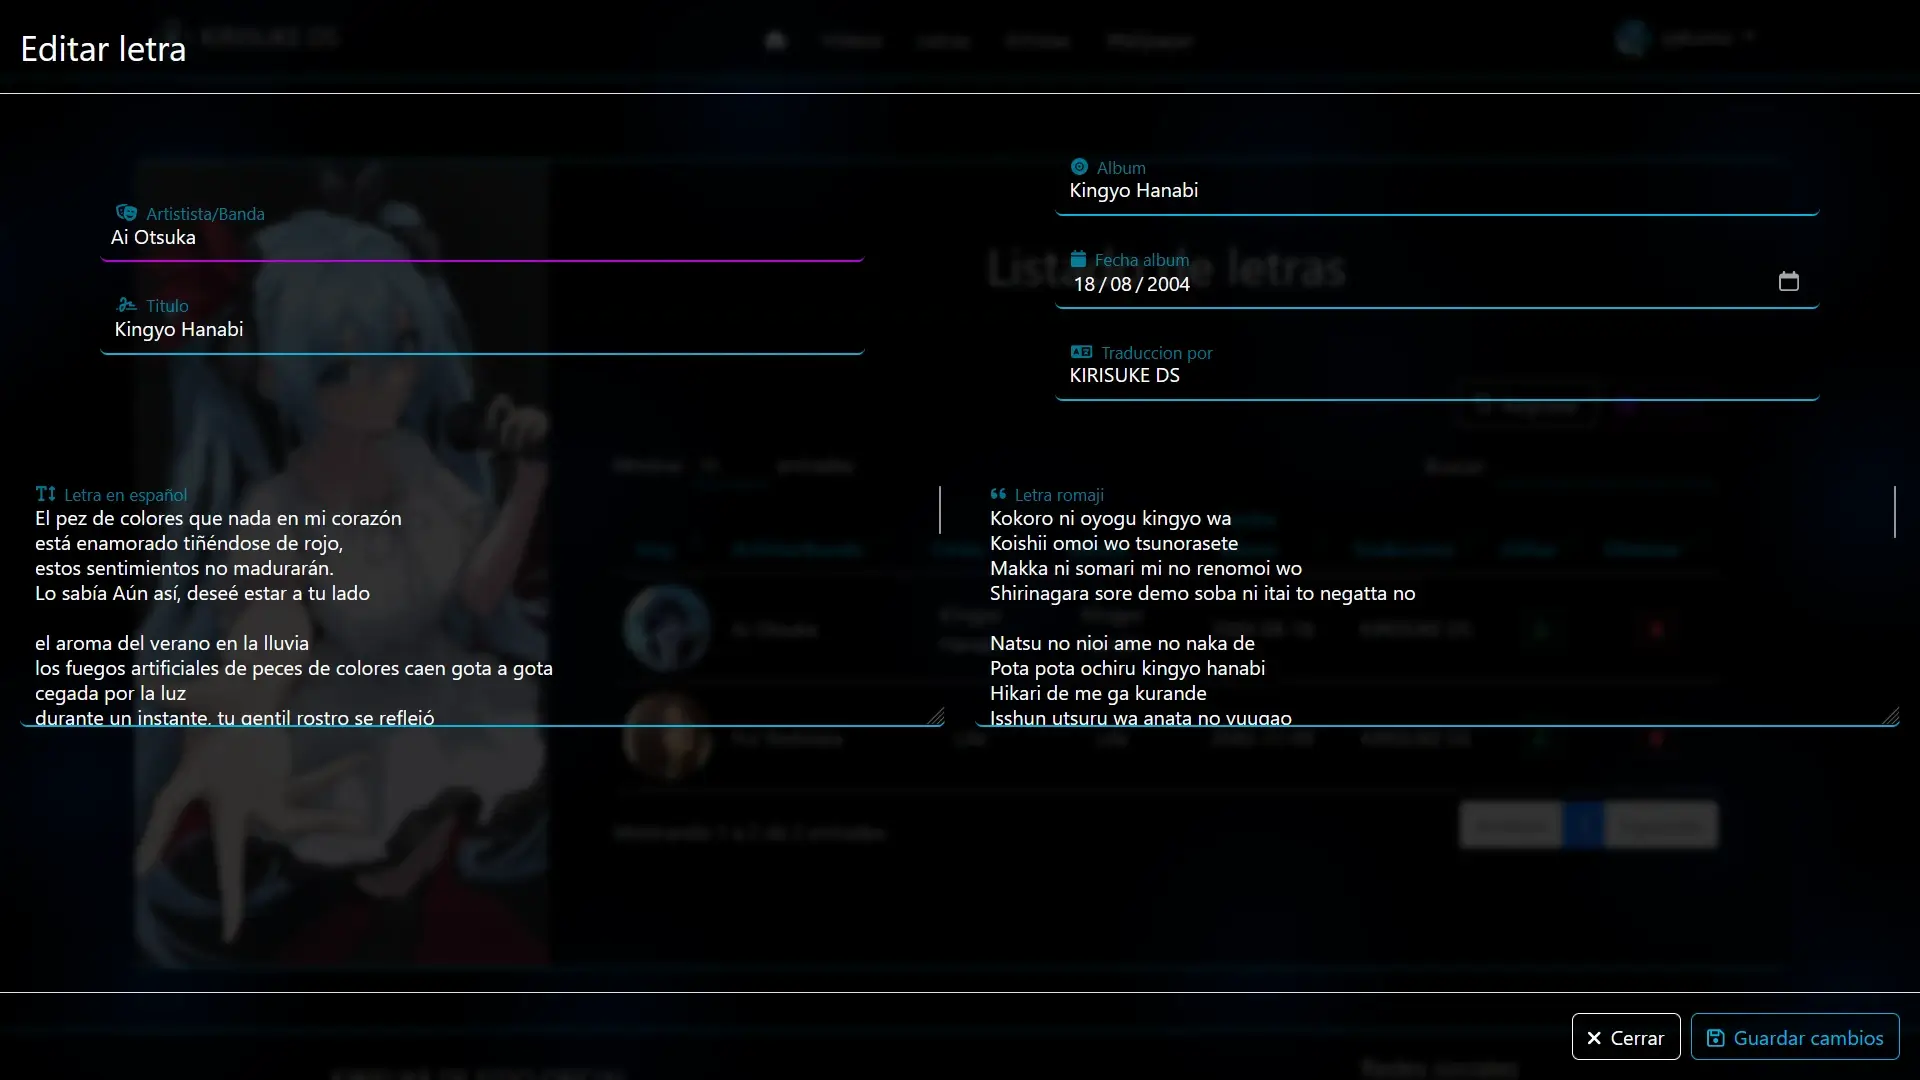 Editar letra
Artistista/Banda
Ai Otsuka
Titulo
Kingyo Hanabi
Album
Kingyo Hanabi
Listado de letras
Fecha album
18/08/2004
Traduccion por
KIRISUKE DS
Letra en español
El pez de colores que nada en mi corazón
está enamorado tiñéndose de rojo,
estos sentimientos no madurarán.
Lo sabía Aún así, deseé estar a tu lado
el aroma del verano en la lluvia
los fuegos artificiales de peces de colores caen gota a gota
cegada por la luz
durante un instante, tu gentil rostro se reflejó
Letra romaji
Kokoro ni oyogu kingyo wa
Koishii omoi wo tsunorasete
Makka ni somari mi no renomoi wo
Shirinagara sore demo soba ni itai to negatta no
Natsu no nioi ame no naka de
Pota pota ochiru kingyo hanabi
Hikari de me ga kurande
Isshun utsuru wa anata no yuugao
Cerrar
Guardar cambios